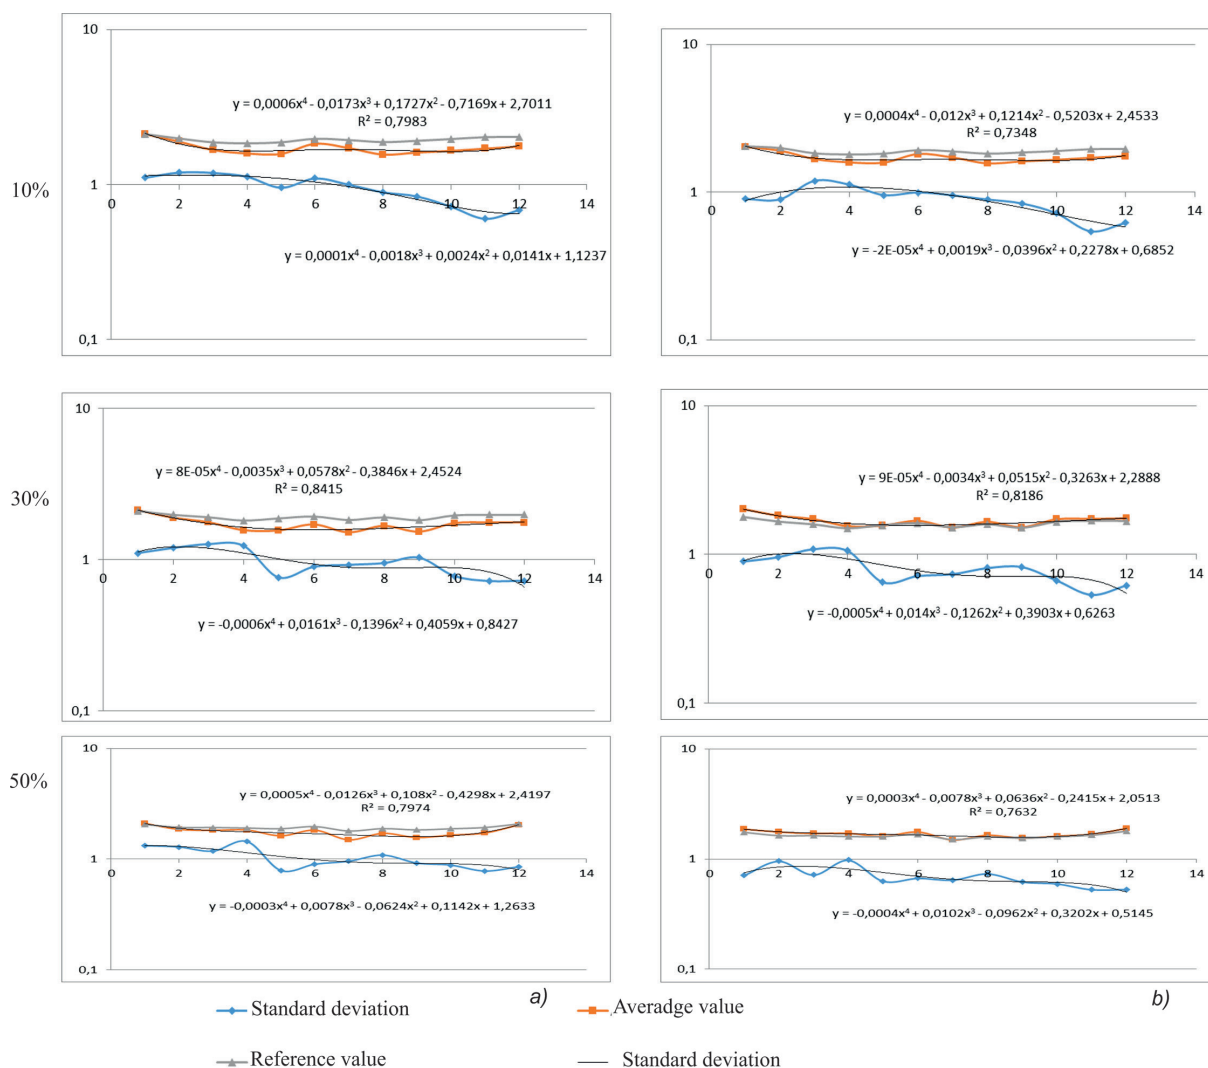 10%
10
y = 0,0006x⁴ - 0,0173x³ + 0,1727x² - 0,7169x + 2,7011
R² = 0,7983
1
0 2 4 6 8 10 12 14
y = 0,0001x⁴ - 0,0018x³ + 0,0024x² + 0,0141x + 1,1237
0,1
10
y = 0,0004x⁴ - 0,012x³ + 0,1214x² - 0,5203x + 2,4533
R² = 0,7348
1
0 2 4 6 8 10 12 14
y = -2E-05x⁴ + 0,0019x³ - 0,0396x² + 0,2278x + 0,6852
0,1
30%
10
y = 8E-05x⁴ - 0,0035x³ + 0,0578x² - 0,3846x + 2,4524
R² = 0,8415
1
0 2 4 6 8 10 12 14
y = -0,0006x⁴ + 0,0161x³ - 0,1396x² + 0,4059x + 0,8427
0,1
10
y = 9E-05x⁴ - 0,0034x³ + 0,0515x² - 0,3263x + 2,2888
R² = 0,8186
1
0 2 4 6 8 10 12 14
y = -0,0005x⁴ + 0,014x³ - 0,1262x² + 0,3903x + 0,6263
0,1
50%
10
y = 0,0005x⁴ - 0,0126x³ + 0,108x² - 0,4298x + 2,4197
R² = 0,7974
1
0 2 4 6 8 10 12 14
y = -0,0003x⁴ + 0,0078x³ - 0,0624x² + 0,1142x + 1,2633
0,1
10
y = 0,0003x⁴ - 0,0078x³ + 0,0636x² - 0,2415x + 2,0513
R² = 0,7632
1
0 2 4 6 8 10 12 14
y = -0,0004x⁴ + 0,0102x³ - 0,0962x² + 0,3202x + 0,5145
0,1
a)
b)
Standard deviation
Averadge value
Reference value
Standard deviation